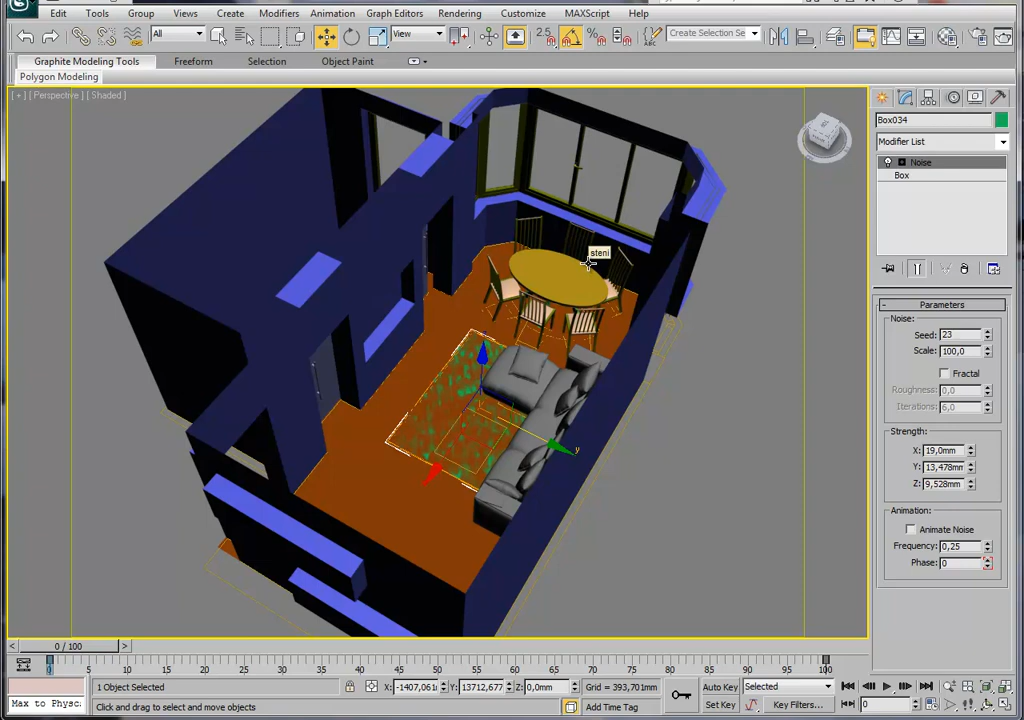 Edit Tools Group Views Create Modifiers Animation Graph Editors Rendering Customize MAXScript Help
All View 2.5 Create Selection Se
Graphite Modeling Tools Freeform Selection Object Paint
Polygon Modeling
[ + ] [ Perspective ] [ Shaded ]
Box034
Modifier List
Noise
Box
steni
Parameters
Noise:
Seed: 23
Scale: 100,0
Fractal
Roughness: 0,0
Iterations: 6,0
Strength:
X: 19,0mm
Y: 13,478mm
Z: 9,528mm
Animation:
Animate Noise
Frequency: 0,25
Phase: 0
< 0 / 100 >
0 5 10 15 20 25 30 35 40 45 50 55 60 65 70 75 80 85 90 95 100
1 Object Selected X: -1407,061 Y: 13712,677 Z: 0,0mm Grid = 393,701mm Auto Key Selected
Max to Physc: Click and drag to select and move objects Add Time Tag Set Key Key Filters... 0